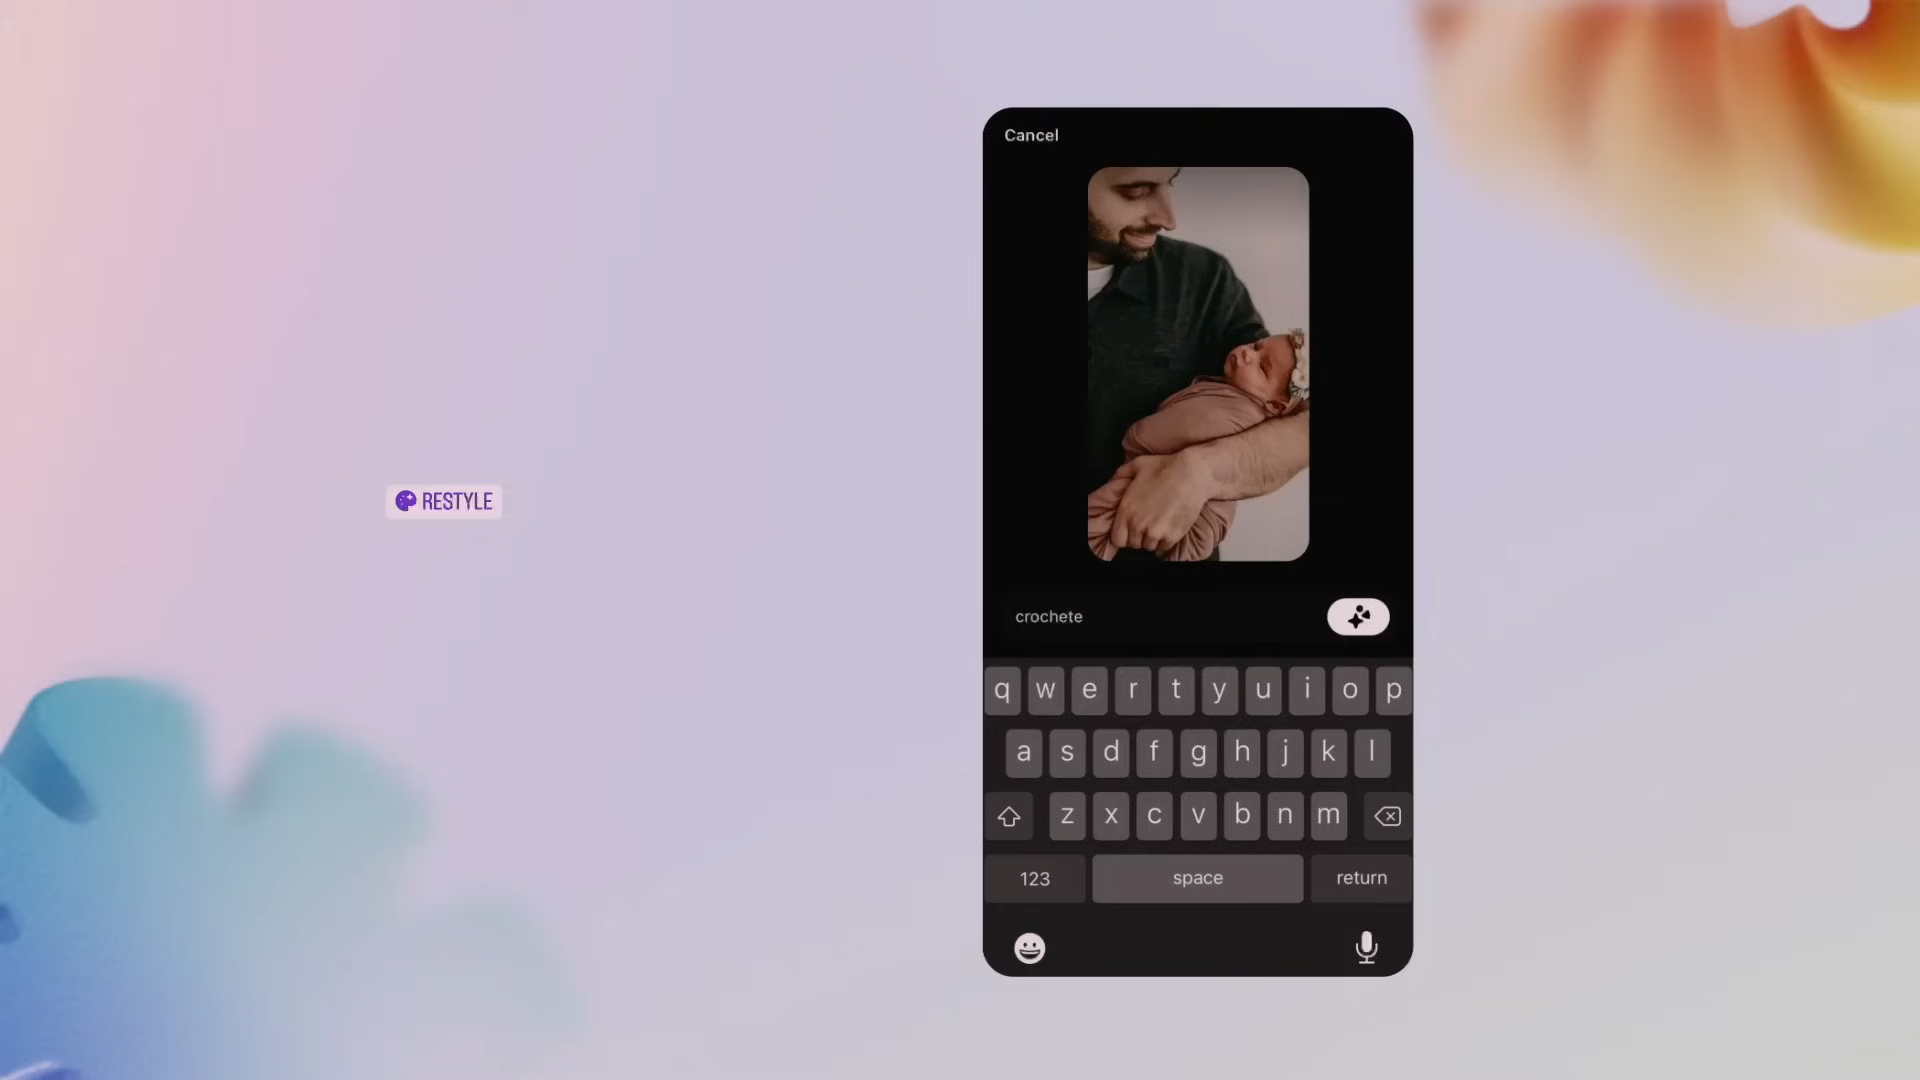 Cancel
RESTYLE
crochete
q w e r t y u i o p
a s d f g h j k l
z x c v b n m
123 space return